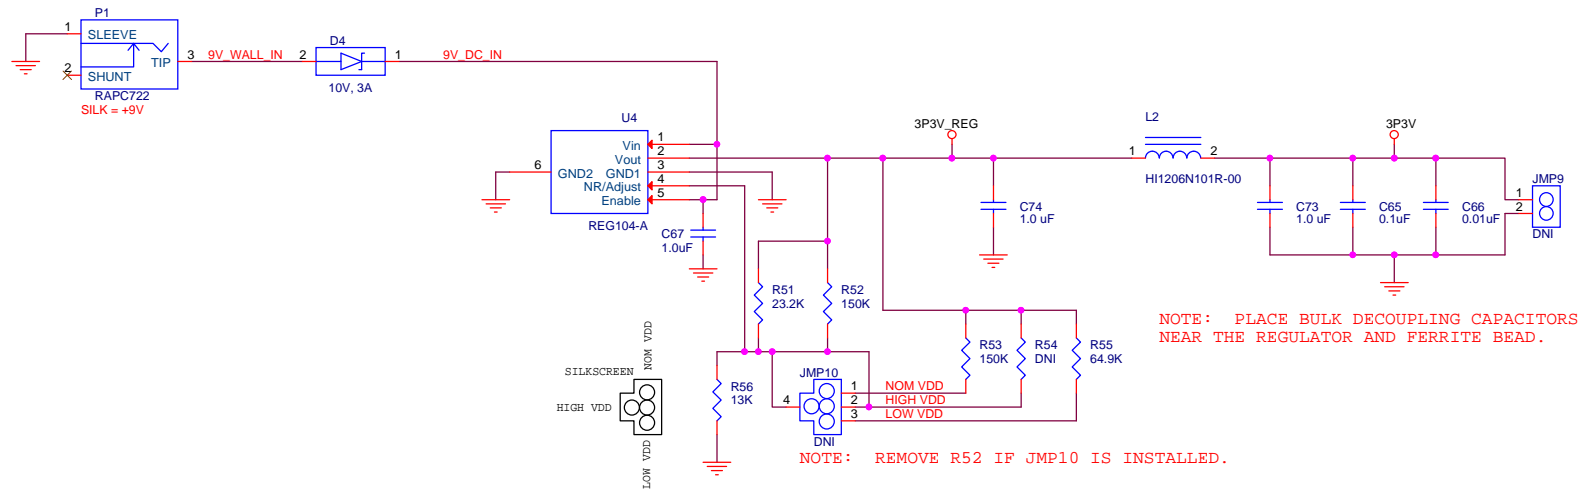 P1
1
SLEEVE
2
SHUNT
TIP
3
RAPC722
SILK = +9V
9V_WALL_IN
2
D4
1
10V, 3A
9V_DC_IN
U4
Vin
1
Vout
2
GND1
3
NR/Adjust
4
Enable
5
6
GND2
REG104-A
C67
1.0uF
3P3V_REG
C74
1.0 uF
L2
1
2
HI1206N101R-00
3P3V
C73
1.0 uF
C65
0.1uF
C66
0.01uF
JMP9
1
2
DNI
R51
23.2K
R52
150K
R53
150K
R54
DNI
R55
64.9K
NOTE: PLACE BULK DECOUPLING CAPACITORS
NEAR THE REGULATOR AND FERRITE BEAD.
SILKSCREEN
NOM VDD
HIGH VDD
LOW VDD
R56
13K
JMP10
4
1
NOM VDD
2
HIGH VDD
3
LOW VDD
DNI
NOTE: REMOVE R52 IF JMP10 IS INSTALLED.